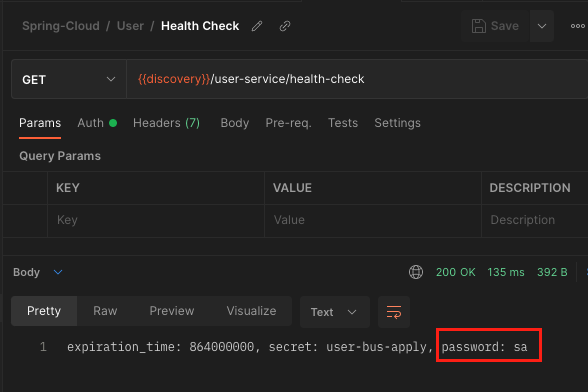 Spring-Cloud / User / Health Check
Save
GET {{discovery}}/user-service/health-check
Params Auth Headers (7) Body Pre-req. Tests Settings
Query Params
KEY VALUE DESCRIPTION
Key Value Description
Body 200 OK 135 ms 392 B
Pretty Raw Preview Visualize Text
1 expiration_time: 864000000, secret: user-bus-apply, password: sa